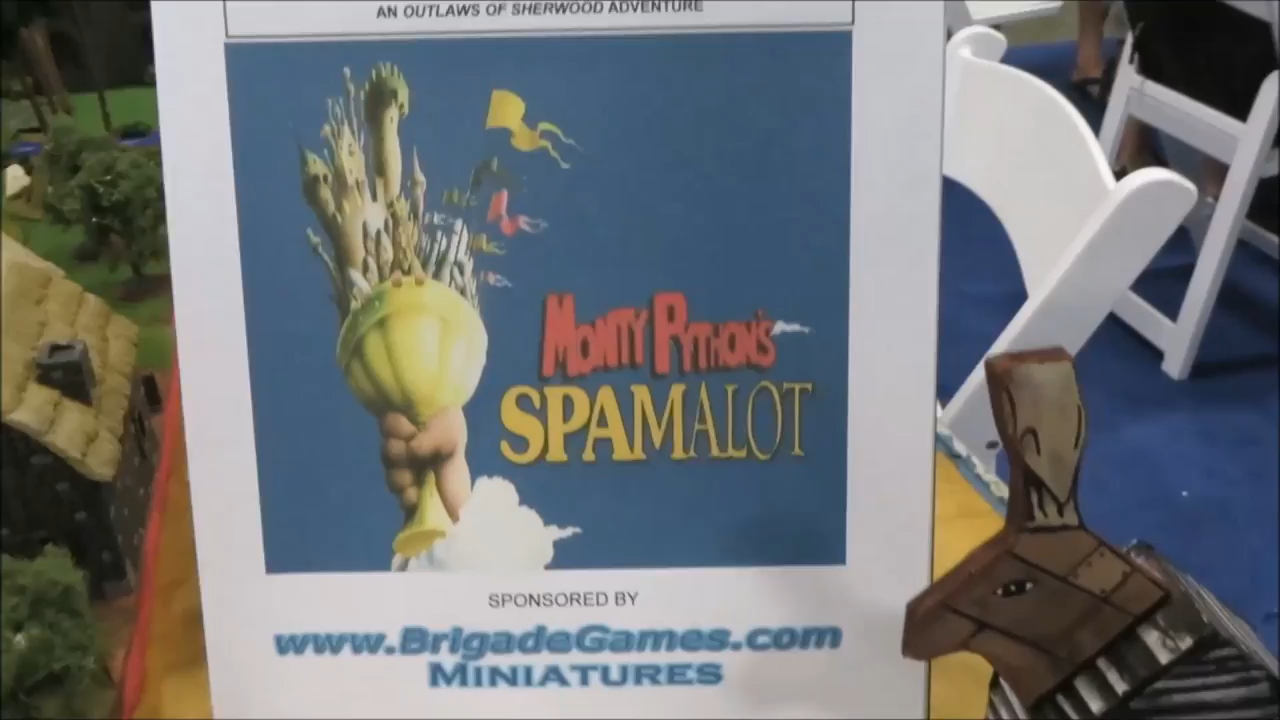 AN OUTLAWS OF SHERWOOD ADVENTURE
MONTY PYTHON'S
SPAMALOT
SPONSORED BY
www.BrigadeGames.com
MINIATURES